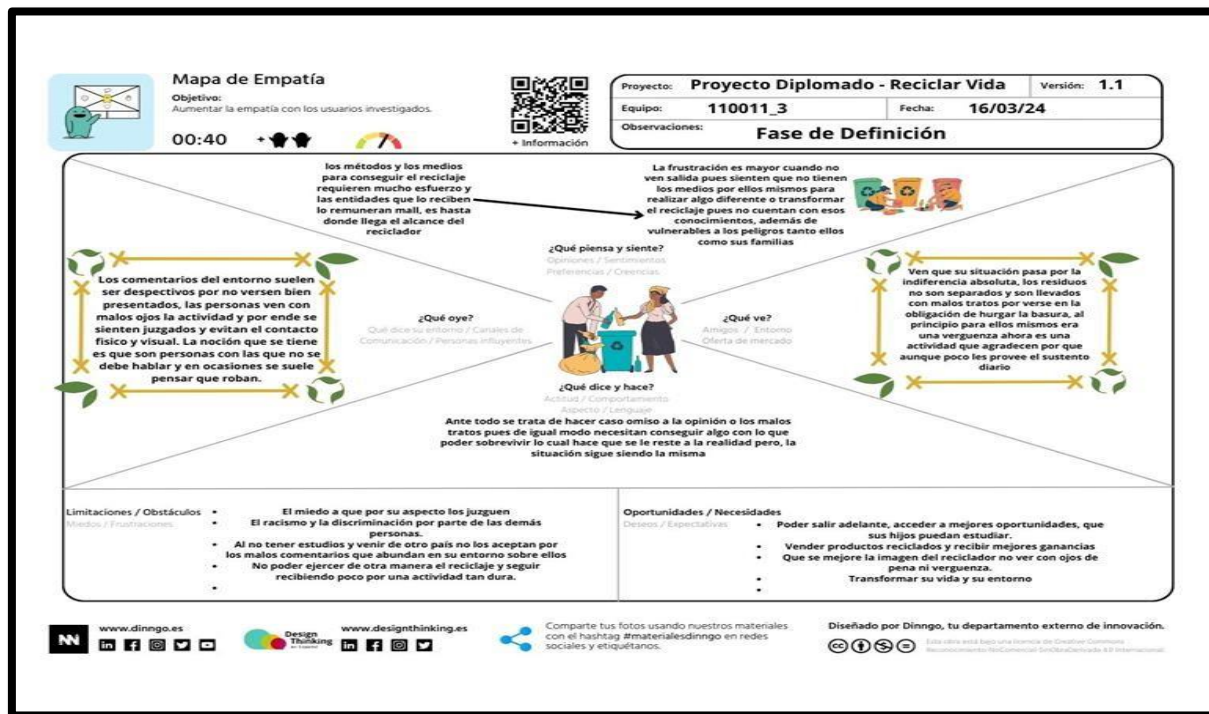 Mapa de Empatía
Objetivo:
Aumentar la empatía con los usuarios investigados.
00:40
+
+ Información
Proyecto: Proyecto Diplomado - Reciclar Vida Versión: 1.1
Equipo: 110011_3 Fecha: 16/03/24
Observaciones: Fase de Definición
los métodos y los medios
para conseguir el reciclaje
requieren mucho esfuerzo y
las entidades que lo reciben
lo remuneran mall, es hasta
donde llega el alcance del
reciclador
La frustración es mayor cuando no
ven salida pues sienten que no tienen
los medios por ellos mismos para
realizar algo diferente o transformar
el reciclaje pues no cuentan con esos
conocimientos, además de
vulnerables a los peligros tanto ellos
como sus familias
¿Qué piensa y siente?
Opiniones / Sentimientos
Preferencias / Creencias
Los comentarios del entorno suelen
ser despectivos por no versen bien
presentados, las personas ven con
malos ojos la actividad y por ende se
sienten juzgados y evitan el contacto
fisico y visual. La noción que se tiene
es que son personas con las que no se
debe hablar y en ocasiones se suele
pensar que roban.
¿Qué oye?
Qué dice su entorno / Canales de
Comunicación / Personas influyentes
¿Qué ve?
Amigos / Entorno
Oferta de mercado
Ven que su situación pasa por la
indiferencia absoluta, los residuos
no son separados y son llevados
con malos tratos por verse en la
obligación de hurgar la basura, al
principio para ellos mismos era
una verguenza ahora es una
actividad que agradecen por que
aunque poco les provee el sustento
diario
¿Qué dice y hace?
Actitud / Comportamiento
Aspecto / Lenguaje
Ante todo se trata de hacer caso omiso a la opinión o los malos
tratos pues de igual modo necesitan conseguir algo con lo que
poder sobrevivir lo cual hace que se le reste a la realidad pero, la
situación sigue siendo la misma
Limitaciones / Obstáculos
Miedos / Frustraciones
• El miedo a que por su aspecto los juzguen
• El racismo y la discriminación por parte de las demás
personas.
• Al no tener estudios y venir de otro país no los aceptan por
los malos comentarios que abundan en su entorno sobre ellos
• No poder ejercer de otra manera el reciclaje y seguir
recibiendo poco por una actividad tan dura.
•
Oportunidades / Necesidades
Deseos / Expectativas
• Poder salir adelante, acceder a mejores oportunidades, que
sus hijos puedan estudiar.
• Vender productos reciclados y recibir mejores ganancias
• Que se mejore la imagen del reciclador no ver con ojos de
pena ni verguenza.
• Transformar su vida y su entorno
•
www.dinngo.es
Design
Thinking
en Español
www.designthinking.es
Comparte tus fotos usando nuestros materiales
con el hashtag #materialesdinngo en redes
sociales y etiquétanos.
Diseñado por Dinngo, tu departamento externo de innovación.
Esta obra está bajo una licencia de Creative Commons
Reconocimiento-NoComercial-SinObraDerivada 4.0 Internacional.